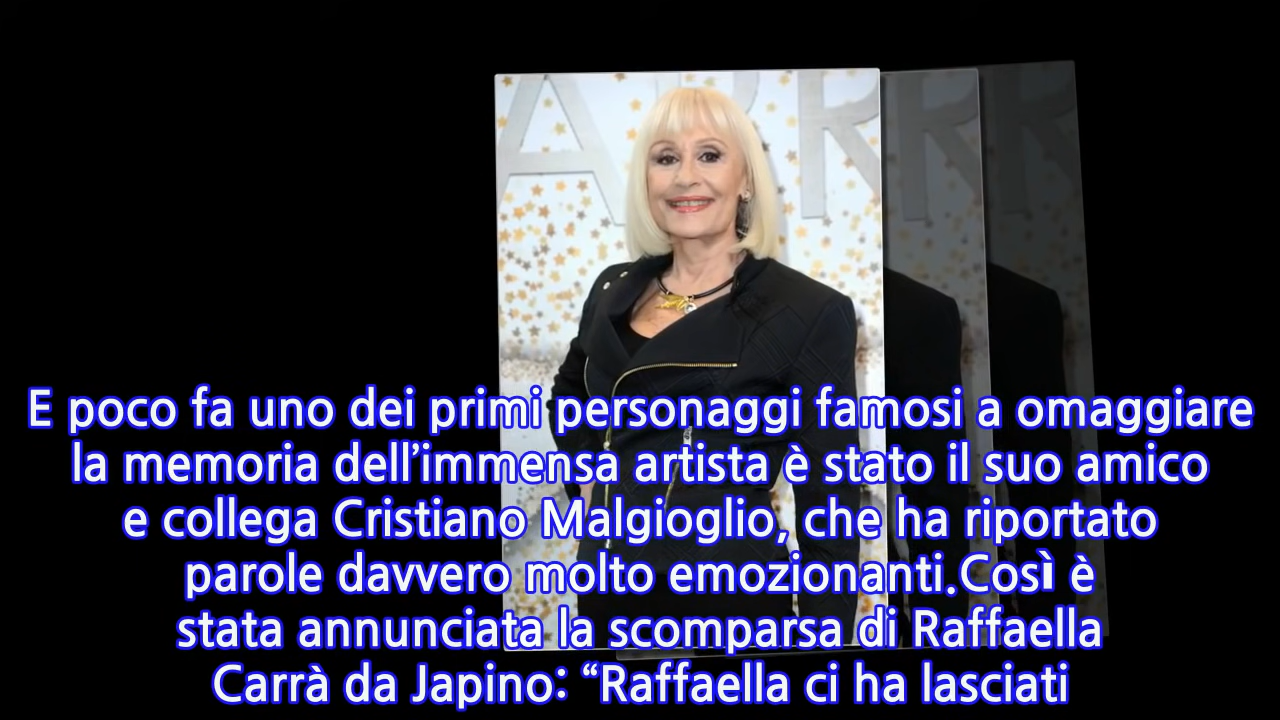 ARR
E poco fa uno dei primi personaggi famosi a omaggiare
la memoria dell’immensa artista è stato il suo amico
e collega Cristiano Malgioglio, che ha riportato
parole davvero molto emozionanti.Così è
stata annunciata la scomparsa di Raffaella
Carrà da Japino: “Raffaella ci ha lasciati